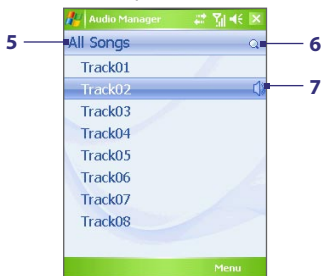 Audio Manager
5 All Songs 6
Track01
Track02 7
Track03
Track04
Track05
Track06
Track07
Track08
Menu